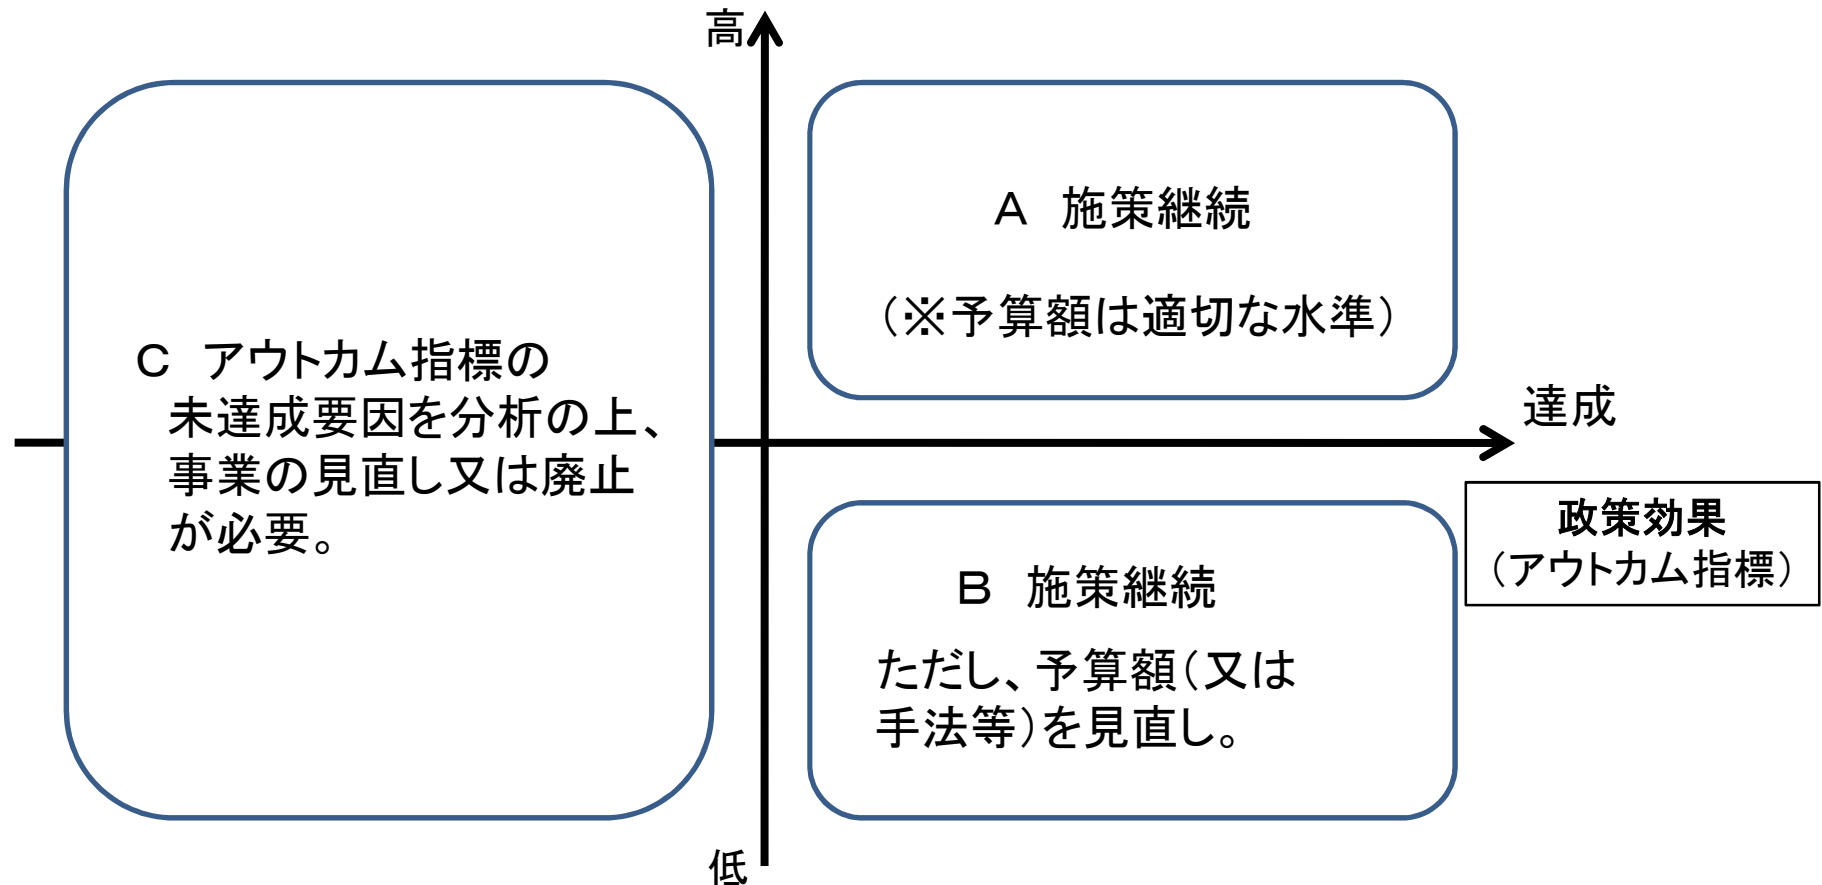 高
A 施策継続
（※予算額は適切な水準）
C アウトカム指標の
未達成要因を分析の上、
事業の見直し又は廃止
が必要。
達成
政策効果
（アウトカム指標）
B 施策継続
ただし、予算額（又は
手法等）を見直し。
低